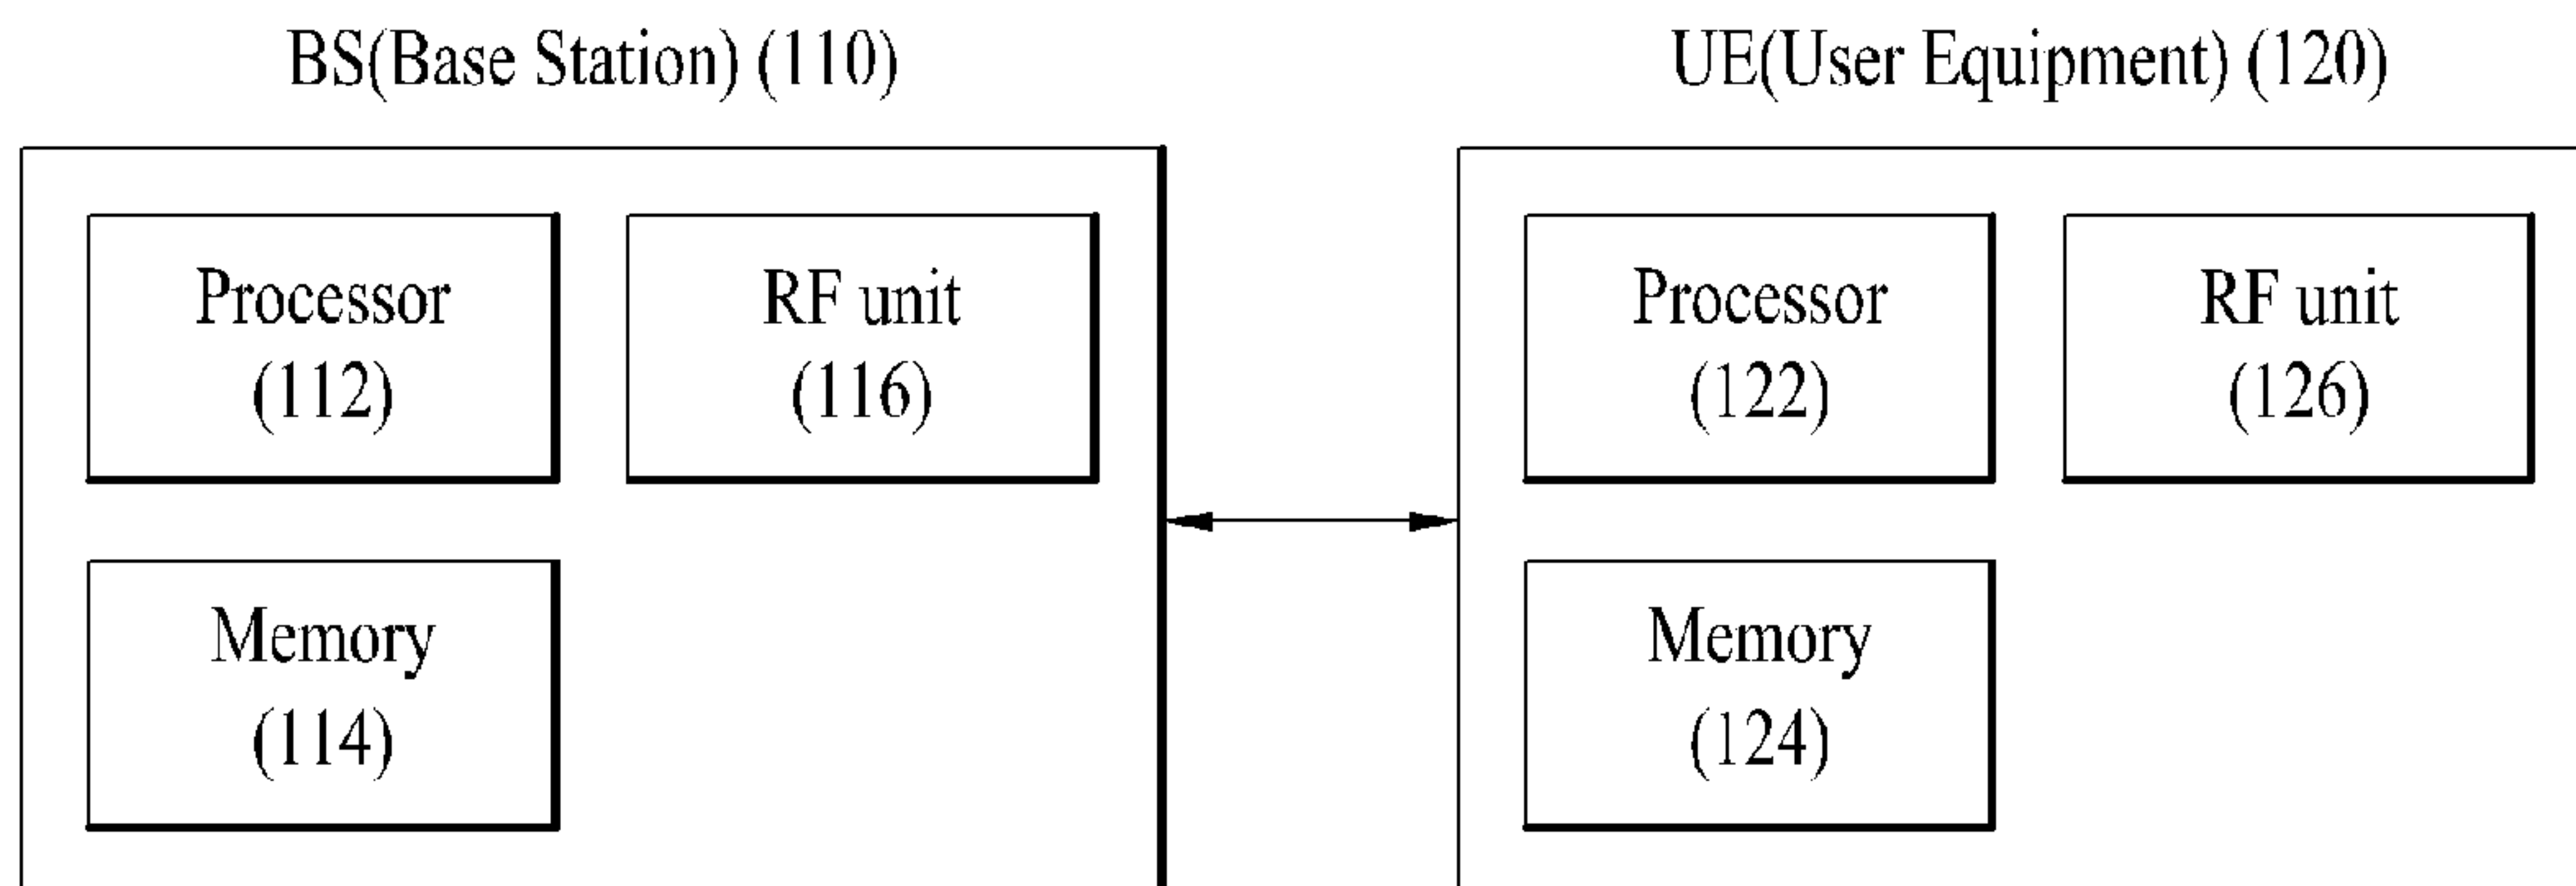 BS(Base Station) (110)
Processor
(112)
RF unit
(116)
Memory
(114)
UE(User Equipment) (120)
Processor
(122)
RF unit
(126)
Memory
(124)